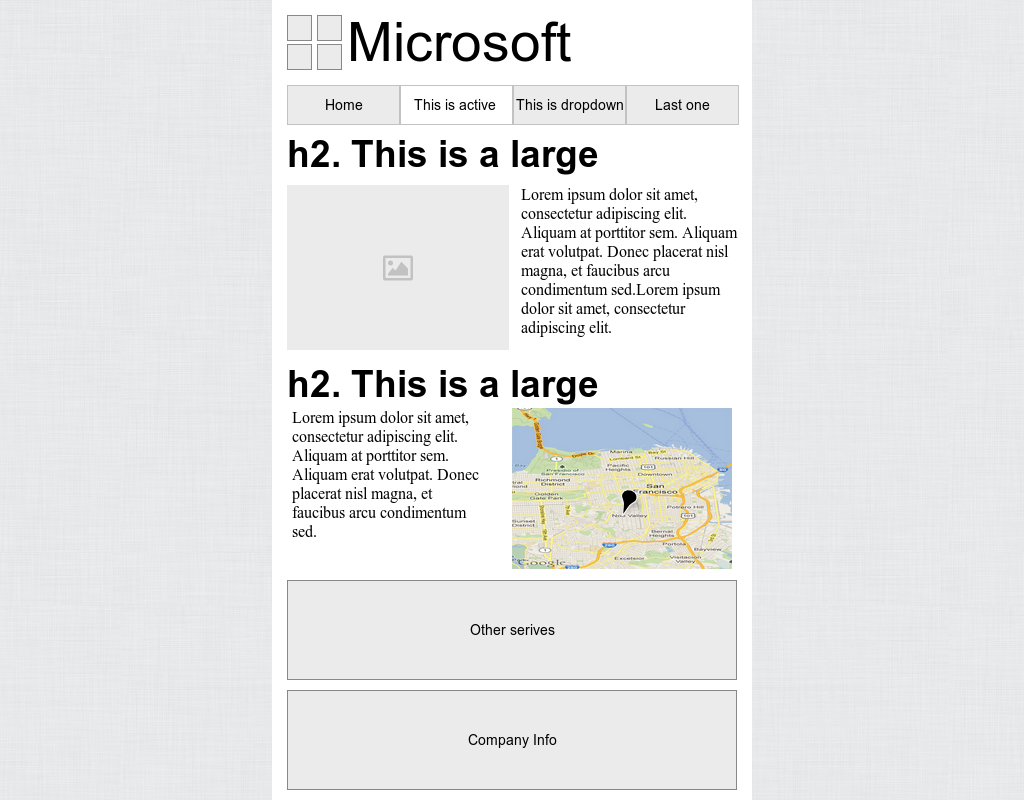 Microsoft
Home This is active This is dropdown Last one
h2. This is a large
Lorem ipsum dolor sit amet,
consectetur adipiscing elit.
Aliquam at porttitor sem. Aliquam
erat volutpat. Donec placerat nisl
magna, et faucibus arcu
condimentum sed.Lorem ipsum
dolor sit amet, consectetur
adipiscing elit.
h2. This is a large
Lorem ipsum dolor sit amet,
consectetur adipiscing elit.
Aliquam at porttitor sem.
Aliquam erat volutpat. Donec
placerat nisl magna, et
faucibus arcu condimentum
sed.
Marina
Lombard St
Russian Hill
Pacific
Heights
Downtown
Presidio of
San Francisco
Richmond
District
San
Francisco
Golden
Gate Park
Potrero Hill
Noe Valley
Sunset
District
Bernal
Heights
Portola
Bayview
Excelsior
Visitacion
Valley
Google
Other serives
Company Info